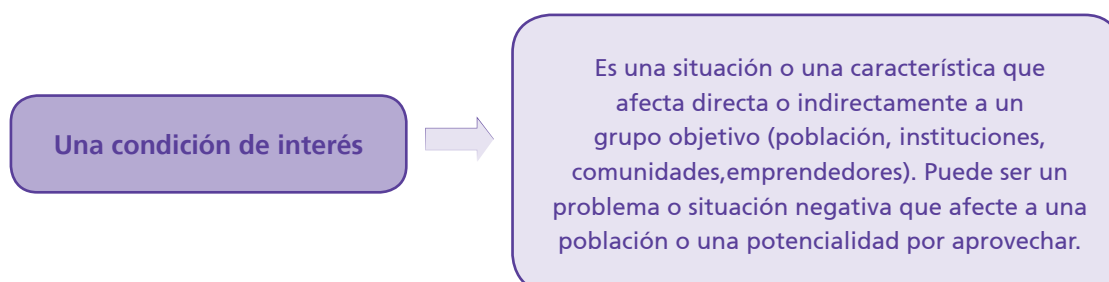 Una condición de interés
Es una situación o una característica que
afecta directa o indirectamente a un
grupo objetivo (población, instituciones,
comunidades,emprendedores). Puede ser un
problema o situación negativa que afecte a una
población o una potencialidad por aprovechar.